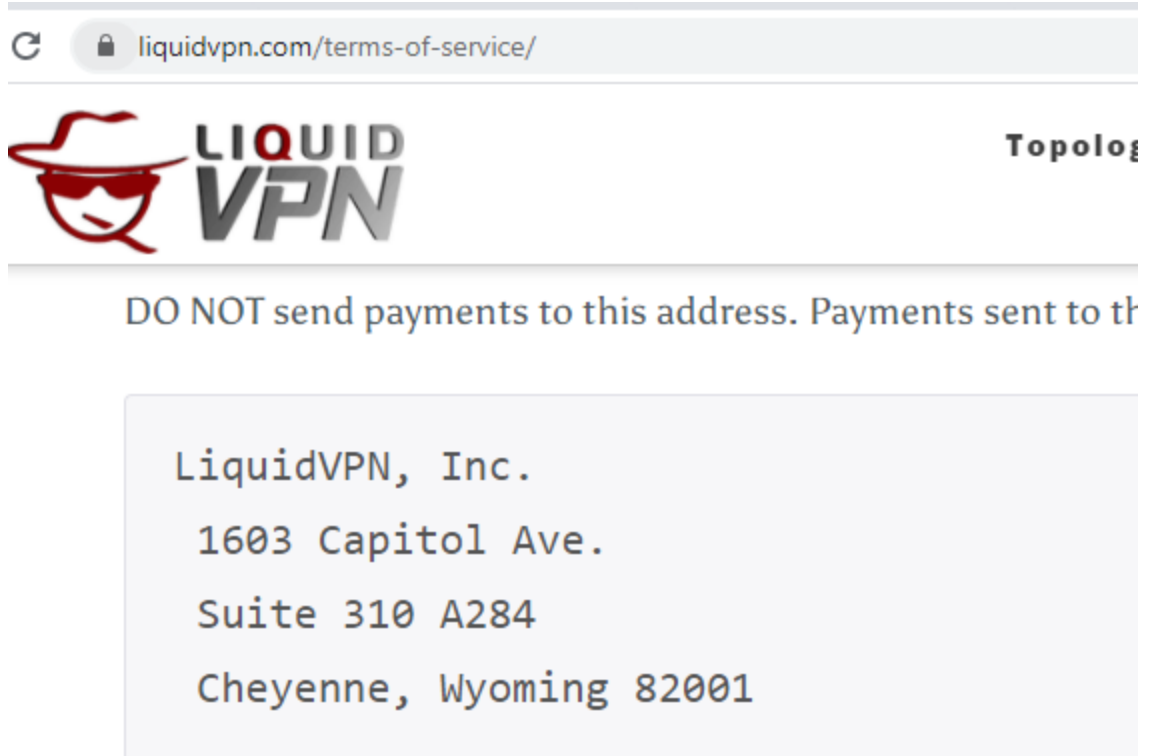 liquidvpn.com/terms-of-service/
LIQUID
VPN
DO NOT send payments to this address. Payments sent to
LiquidVPN, Inc.
1603 Capitol Ave.
Suite 310 A284
Cheyenne, Wyoming 82001